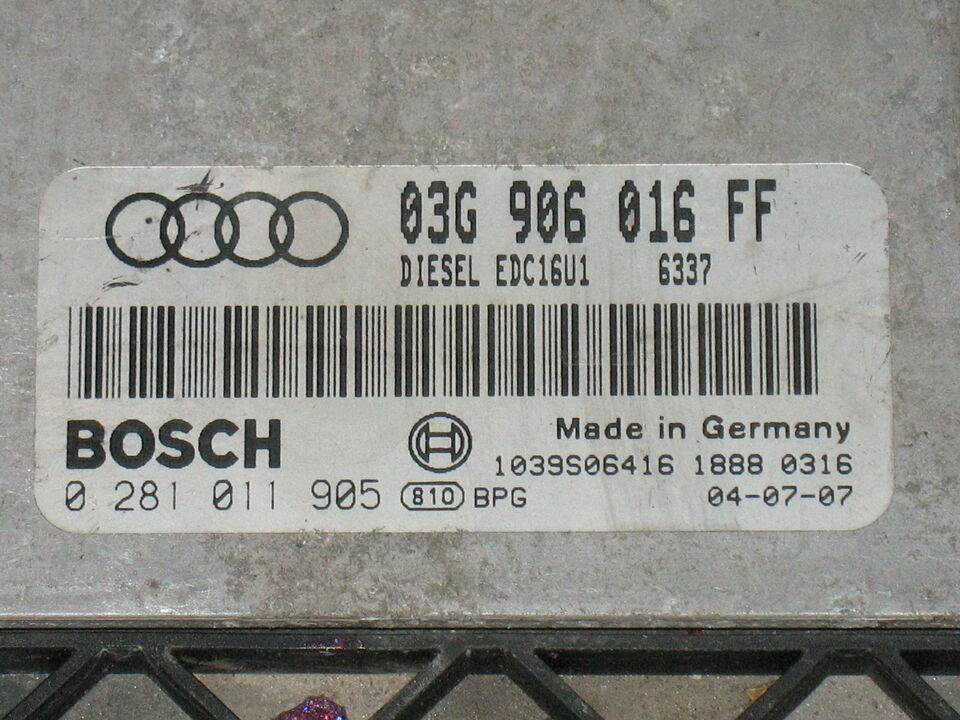 03G 906 016 FF
DIESEL EDC16U1 6337
BOSCH
Made in Germany
1039S06416 1888 0316
0 281 011 905 810 BPG 04-07-07